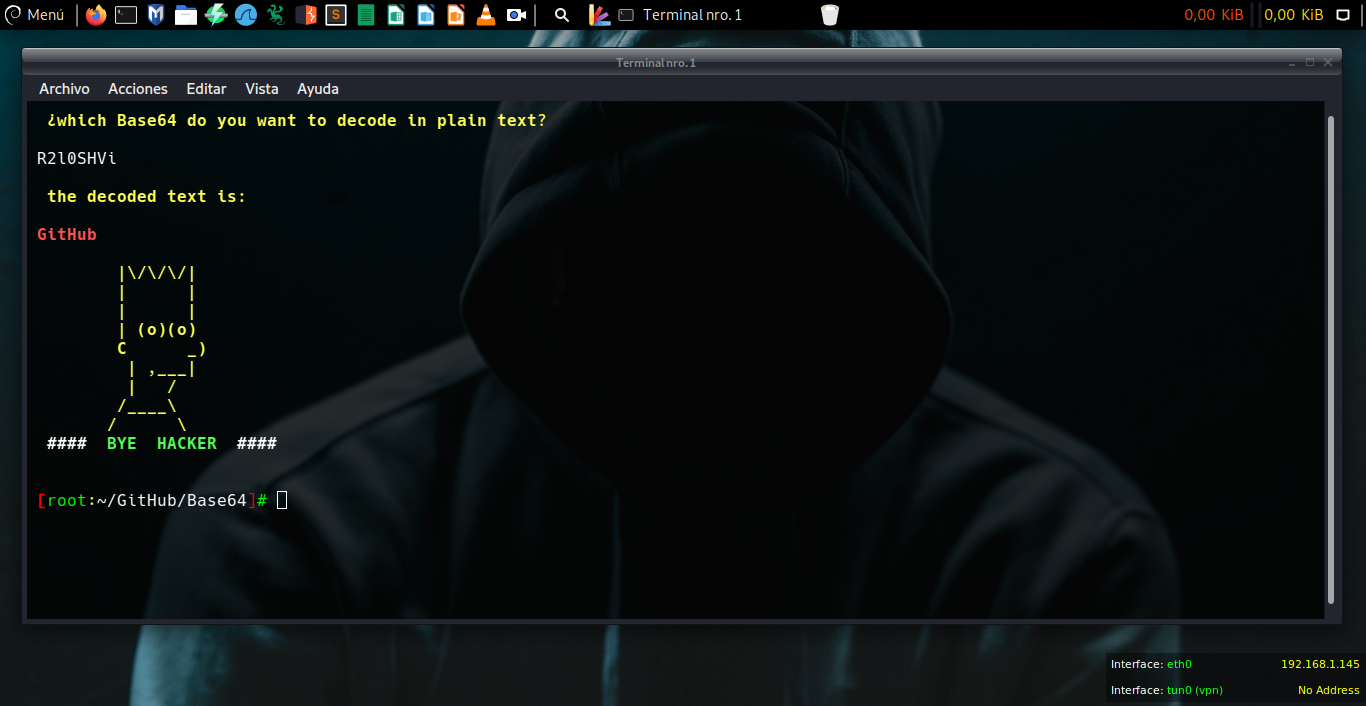 Menú Terminal nro. 1 0,00 KiB 0,00 KiB
Terminal nro. 1
Archivo Acciones Editar Vista Ayuda
¿which Base64 do you want to decode in plain text?
R2l0SHVi
the decoded text is:
GitHub
|\/\/\/|
|      |
|      |
| (o)(o)
C      _)
| ,___|
|   /
/____\
/      \
#### BYE HACKER ####
[root:~/GitHub/Base64]#
Interface: eth0 192.168.1.145
Interface: tun0 (vpn) No Address